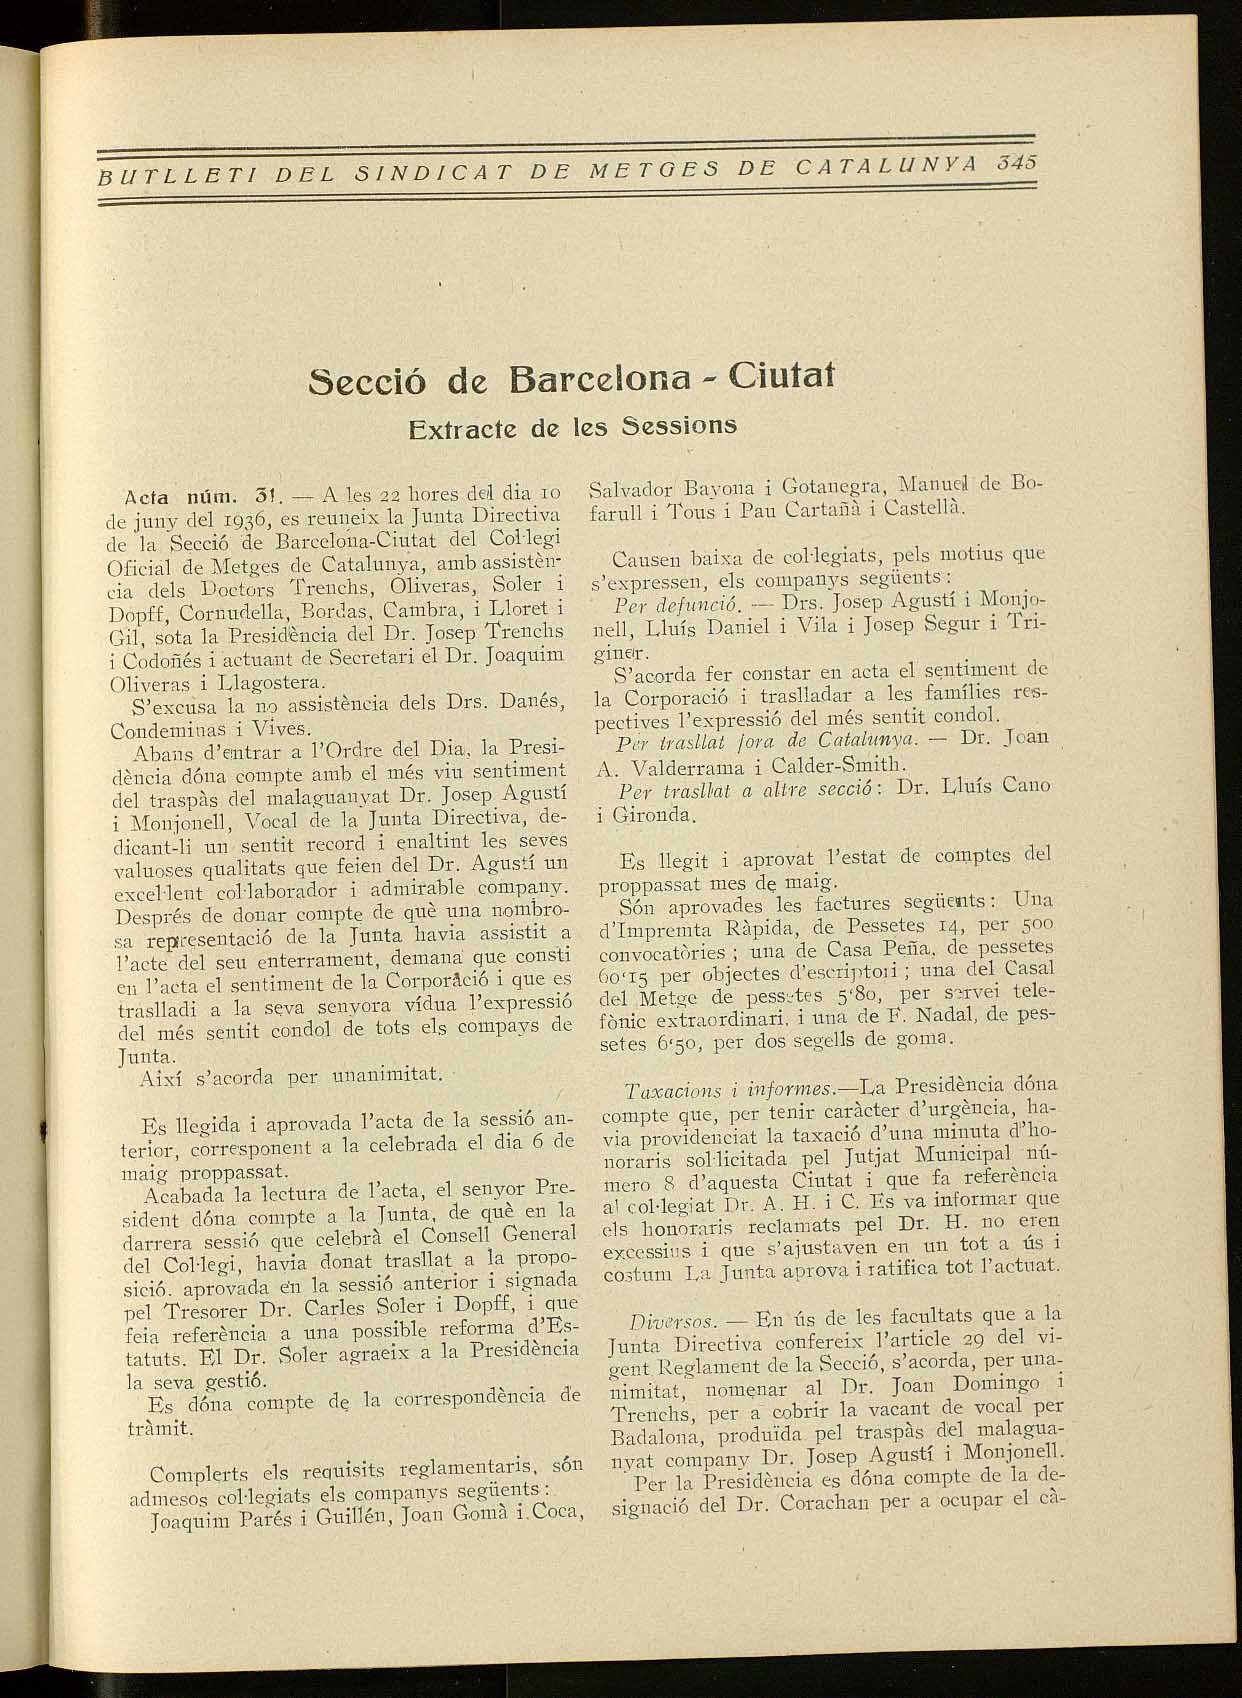 BUTLLETI DEL SINDICAT DE METGES DE CATALUNYA 345
Secció de Barcelona - Ciutat
Extracte de les Sessions
Acta núm. 31. — A les 22 hores del dia 10
de juny del 1936, es reuneix la Junta Directiva
de la Secció de Barcelona-Ciutat del Col·legi
Oficial de Metges de Catalunya, amb assistèn-
cia dels Doctors Trenchs, Oliveras, Soler i
Dopff, Cornudella, Bordas, Cambra, i Lloret i
Gil, sota la Presidència del Dr. Josep Trenchs
i Codoñés i actuant de Secretari el Dr. Joaquim
Oliveras i Llagostera.
S'excusa la no assistència dels Drs. Danés,
Condeminas i Vives.
Abans d'entrar a l'Ordre del Dia, la Presi-
dència dóna compte amb el més viu sentiment
del traspàs del malaguanyat Dr. Josep Agustí
i Monjonell, Vocal de la Junta Directiva, de-
dicant-li un sentit record i enaltint les seves
valuoses qualitats que feien del Dr. Agustí un
excel·lent col·laborador i admirable company.
Després de donar compte de què una nombro-
sa representació de la Junta havia assistit a
l'acte del seu enterrament, demana que consti
en l'acta el sentiment de la Corporació i que es
traslladi a la seva senyora vídua l'expressió
del més sentit condol de tots els compays de
Junta.
Així s'acorda per unanimitat.
Es llegida i aprovada l'acta de la sessió an-
terior, corresponent a la celebrada el dia 6 de
maig proppassat.
Acabada la lectura de l'acta, el senyor Pre-
sident dóna compte a la Junta, de què en la
darrera sessió que celebrà el Consell General
del Col·legi, havia donat trasllat a la propo-
sició. aprovada en la sessió anterior i signada
pel Tresorer Dr. Carles Soler i Dopff, i que
feia referència a una possible reforma d'Es-
tatuts. El Dr. Soler agraeix a la Presidència
la seva gestió.
Es dóna compte de la correspondència de
tràmit.
Complerts els requisits reglamentaris, són
admesos col·legiats els companys següents:
Joaquim Parés i Guillén, Joan Gomà i Coca,
Salvador Bayona i Gotanegra, Manuel de Bo-
farull i Tous i Pau Cartañà i Castellà.
Causen baixa de col·legiats, pels motius que
s'expressen, els companys següents:
Per defunció. — Drs. Josep Agustí i Monjo-
nell, Lluís Daniel i Vila i Josep Segur i Tri-
giner.
S'acorda fer constar en acta el sentiment de
la Corporació i traslladar a les famílies res-
pectives l'expressió del més sentit condol.
Per trasllat fora de Catalunya. — Dr. Joan
A. Valderrama i Calder-Smith.
Per trasllat a altre secció: Dr. Lluís Cano
i Gironda.
Es llegit i aprovat l'estat de comptes del
proppassat mes de maig.
Són aprovades les factures següents: Una
d'Impremta Ràpida, de Pessetes 14, per 500
convocatòries; una de Casa Peña, de pessetes
60'15 per objectes d'escriptori; una del Casal
del Metge de pessetes 5'80, per servei tele-
fònic extraordinari, i una de F. Nadal, de pes-
setes 6'50, per dos segells de goma.
Taxacions i informes.—La Presidència dóna
compte que, per tenir caràcter d'urgència, ha-
via providenciat la taxació d'una minuta d'ho-
noraris sol·licitada pel Jutjat Municipal nú-
mero 8 d'aquesta Ciutat i que fa referència
al col·legiat Dr. A. H. i C. Es va informar que
els honoraris reclamats pel Dr. H. no eren
excessius i que s'ajustaven en un tot a ús i
costum La Junta aprova i ratifica tot l'actuat.
Diversos. — En ús de les facultats que a la
Junta Directiva confereix l'article 29 del vi-
gent Reglament de la Secció, s'acorda, per una-
nimitat, nomenar al Dr. Joan Domingo i
Trenchs, per a cobrir la vacant de vocal per
Badalona, produïda pel traspàs del malagua-
nyat company Dr. Josep Agustí i Monjonell.
Per la Presidència es dóna compte de la de-
signació del Dr. Corachan per a ocupar el cà-